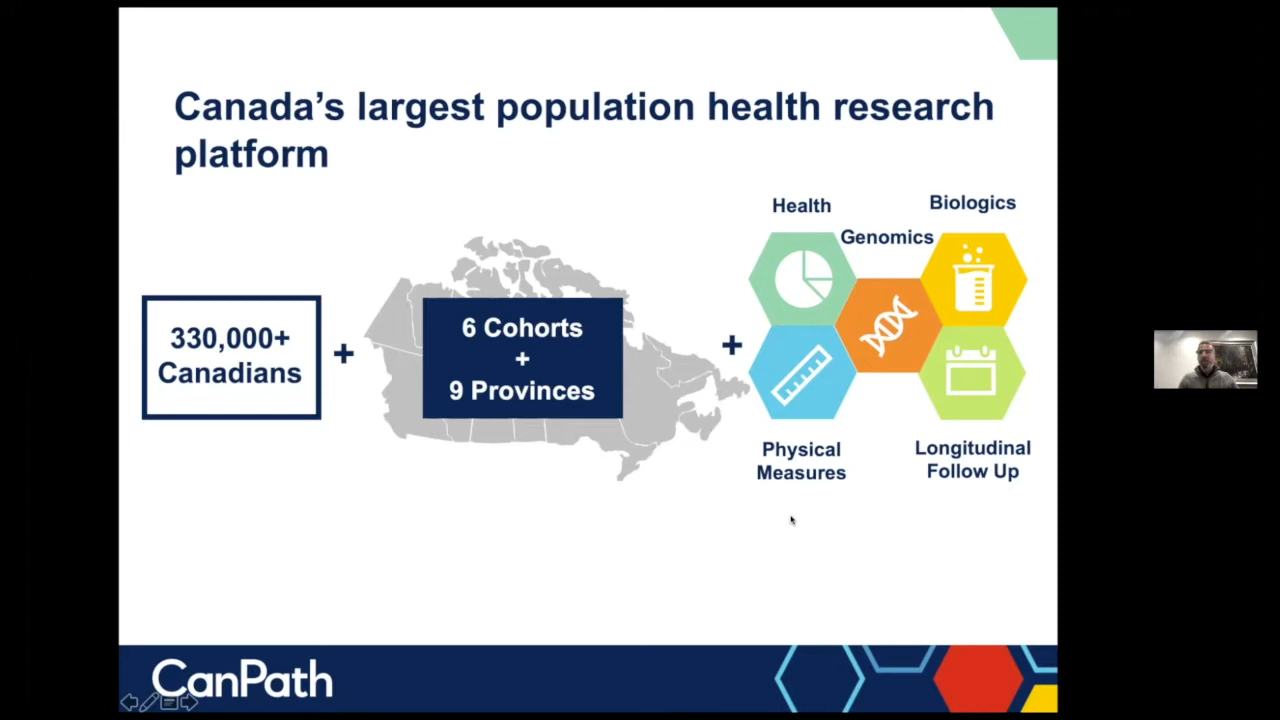 Canada’s largest population health research
platform
330,000+
Canadians
+
6 Cohorts
+
9 Provinces
+
Health
Genomics
Biologics
Physical
Measures
Longitudinal
Follow Up
CanPath